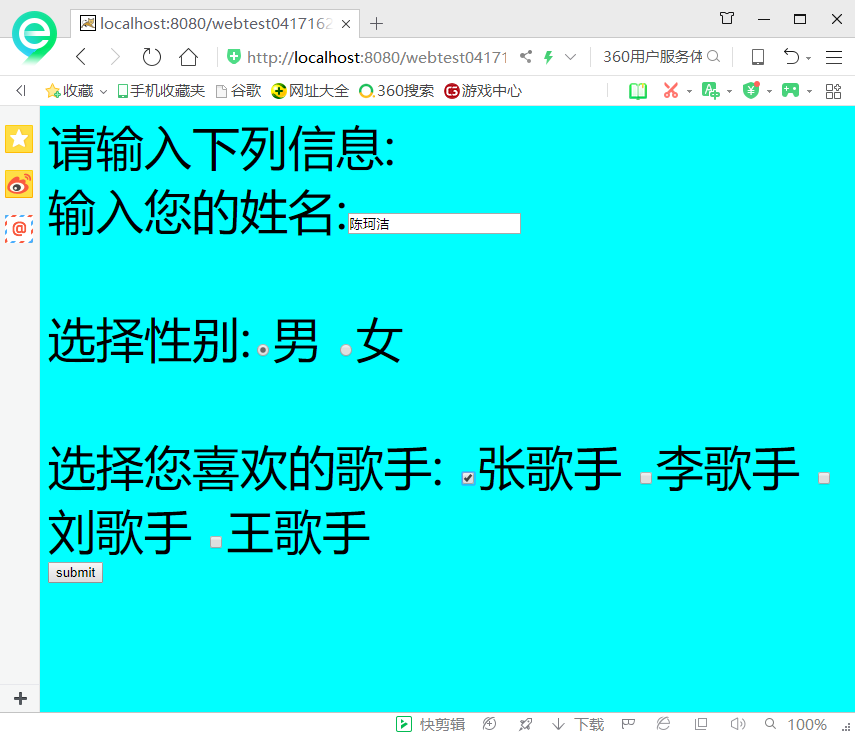 localhost:8080/webtest0417162
http://localhost:8080/webtest04171
360用户服务体
收藏 手机收藏夹 谷歌 网址大全 360搜索 游戏中心
请输入下列信息:
输入您的姓名:陈珂洁
选择性别: 男 女
选择您喜欢的歌手: 张歌手 李歌手
刘歌手 王歌手
submit
快剪辑 下载 100%